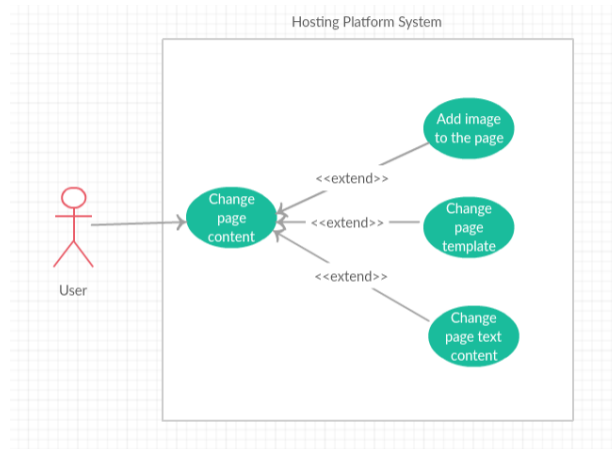 Hosting Platform System
Add image
to the page
<<extend>>
Change
page
content
<<extend>>
Change
page
template
User
<<extend>>
Change
page text
content